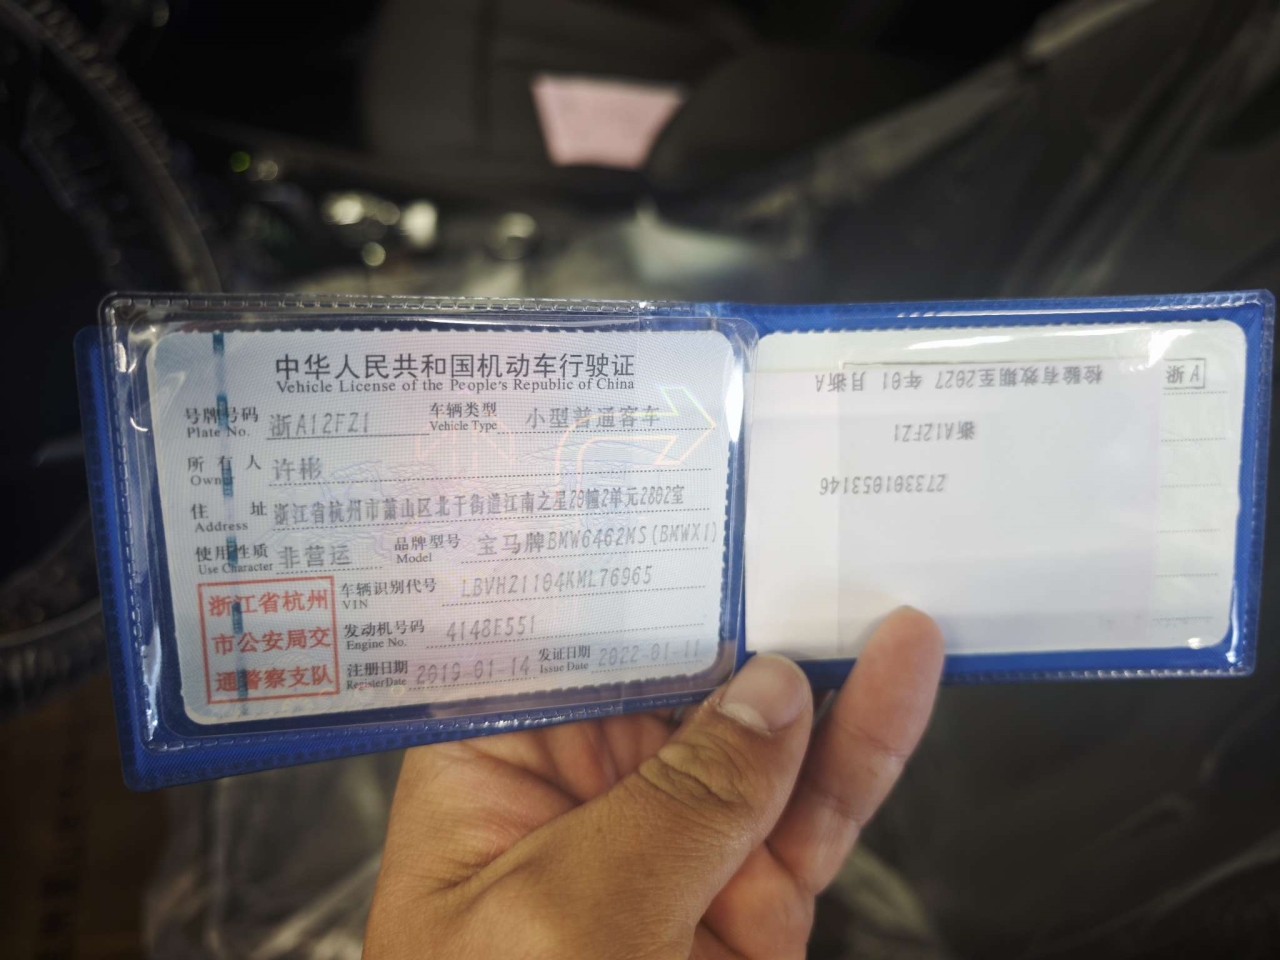 中华人民共和国机动车行驶证
Vehicle License of the People's Republic of China
号牌号码 浙A12FZ1 车辆类型 小型普通客车
Plate No. Vehicle Type
所有人 许彬
Owner
住址 浙江省杭州市萧山区北干街道江南之星20幢2单元2802室
Address
使用性质 非营运 品牌型号 宝马牌BMW6462MS(BMWX1)
Use Character Model
浙江省杭州
市公安局交
通警察支队
车辆识别代号 LBVHZ1104KML76965
VIN
发动机号码 4148E551
Engine No.
注册日期 2019-01-14 发证日期 2022-01-11
Register Date Issue Date
检验有效期至2027年01月浙A
浙A12FZ1
2733010053146